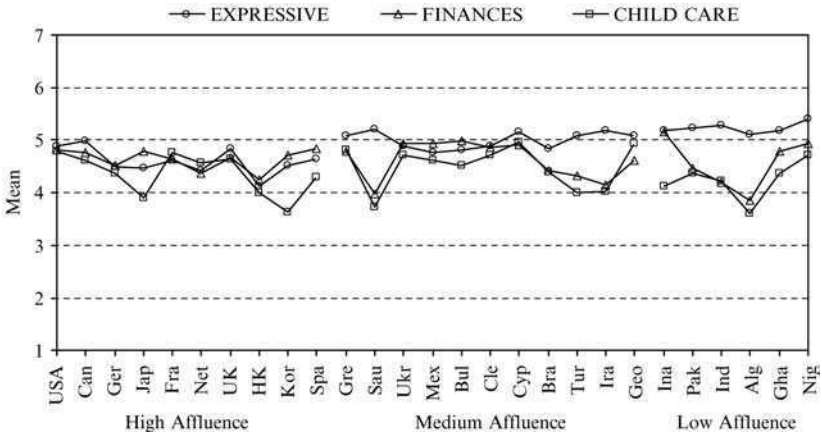 EXPRESSIVE FINANCES CHILD CARE
7
6
5
4
3
2
1
Mean
USA Can Ger Jap Fra Net UK HK Kor Spa Gre Sau Ukr Mex Bul Cle Cyp Bra Tur Ira Geo Ina Pak Ind Alg Gha Nig
High Affluence Medium Affluence Low Affluence